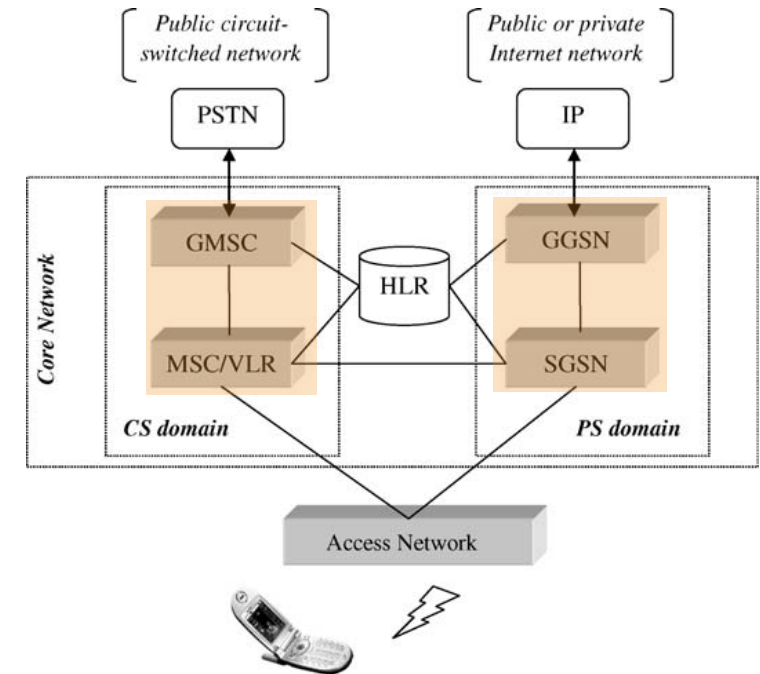 Public circuit-
switched network
Public or private
Internet network
PSTN
IP
GMSC
GGSN
HLR
MSC/VLR
SGSN
Core Network
CS domain
PS domain
Access Network